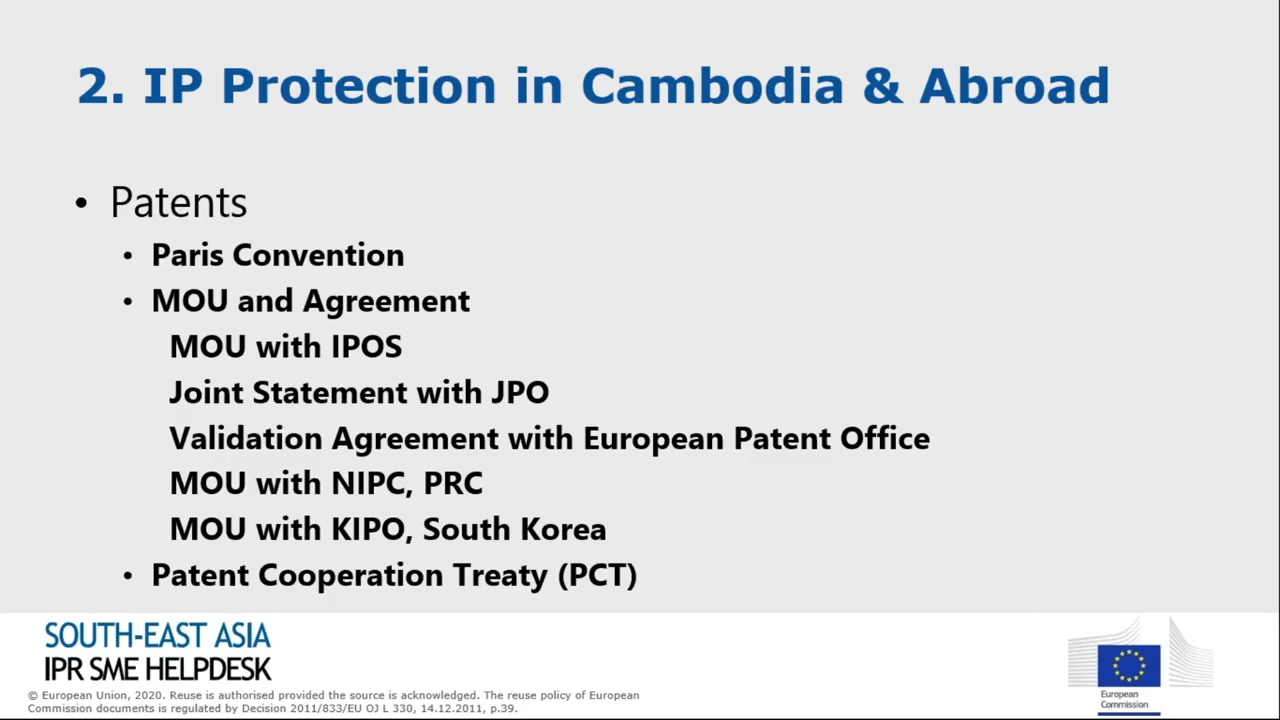 2. IP Protection in Cambodia & Abroad
• Patents
• Paris Convention
• MOU and Agreement
MOU with IPOS
Joint Statement with JPO
Validation Agreement with European Patent Office
MOU with NIPC, PRC
MOU with KIPO, South Korea
• Patent Cooperation Treaty (PCT)
SOUTH-EAST ASIA
IPR SME HELPDESK
© European Union, 2020. Reuse is authorised provided the source is acknowledged. The reuse policy of European
Commission documents is regulated by Decision 2011/833/EU OJ L 330, 14.12.2011, p.39.
European
Commission